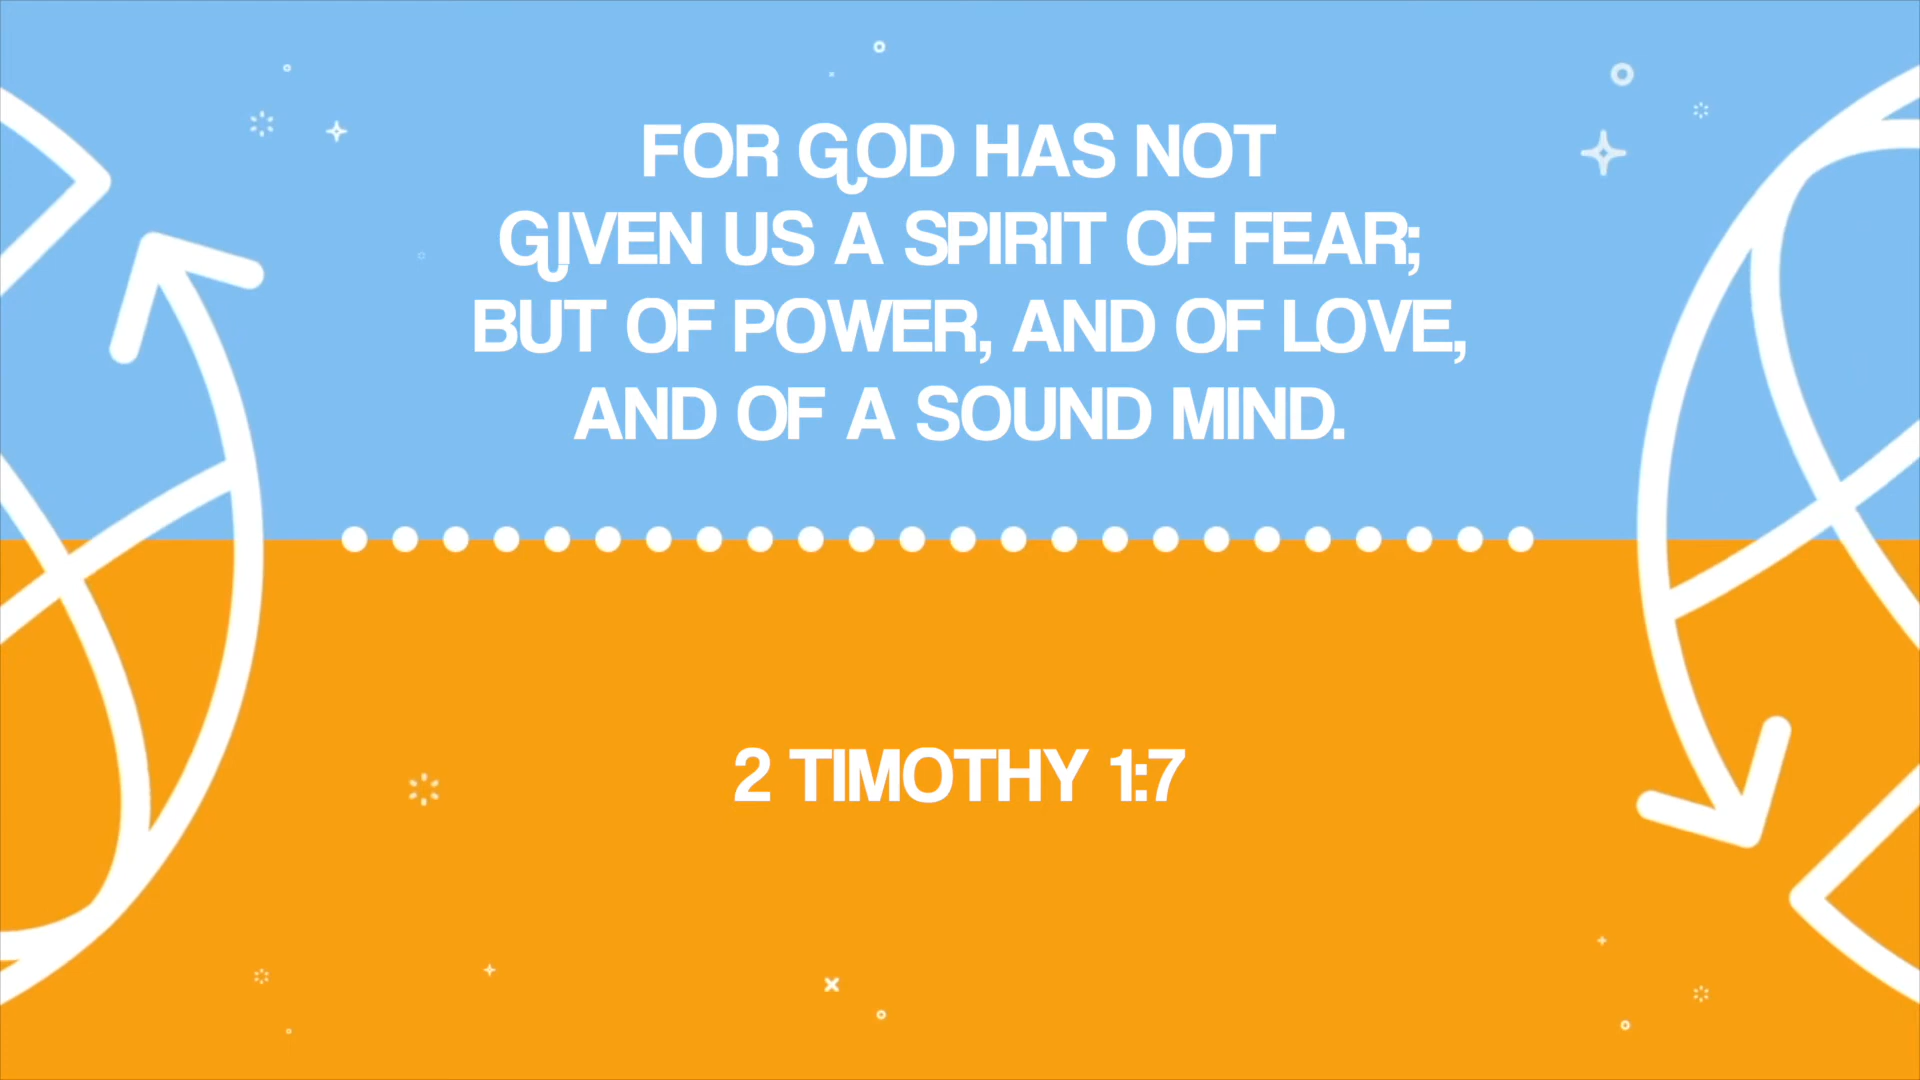 FOR GOD HAS NOT
GIVEN US A SPIRIT OF FEAR;
BUT OF POWER, AND OF LOVE,
AND OF A SOUND MIND.
2 TIMOTHY 1:7